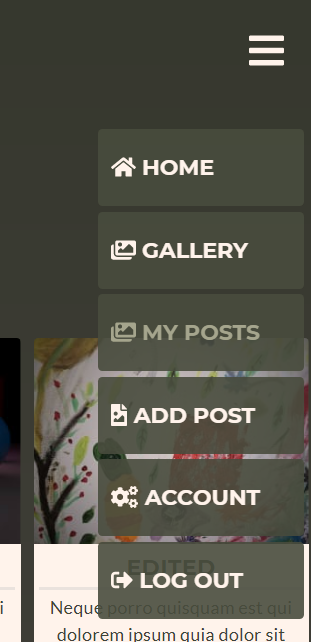 HOME
GALLERY
MY POSTS
ADD POST
ACCOUNT
EDITED
LOG OUT
i
Neque porro quisquam est qui
dolorem ipsum quia dolor sit